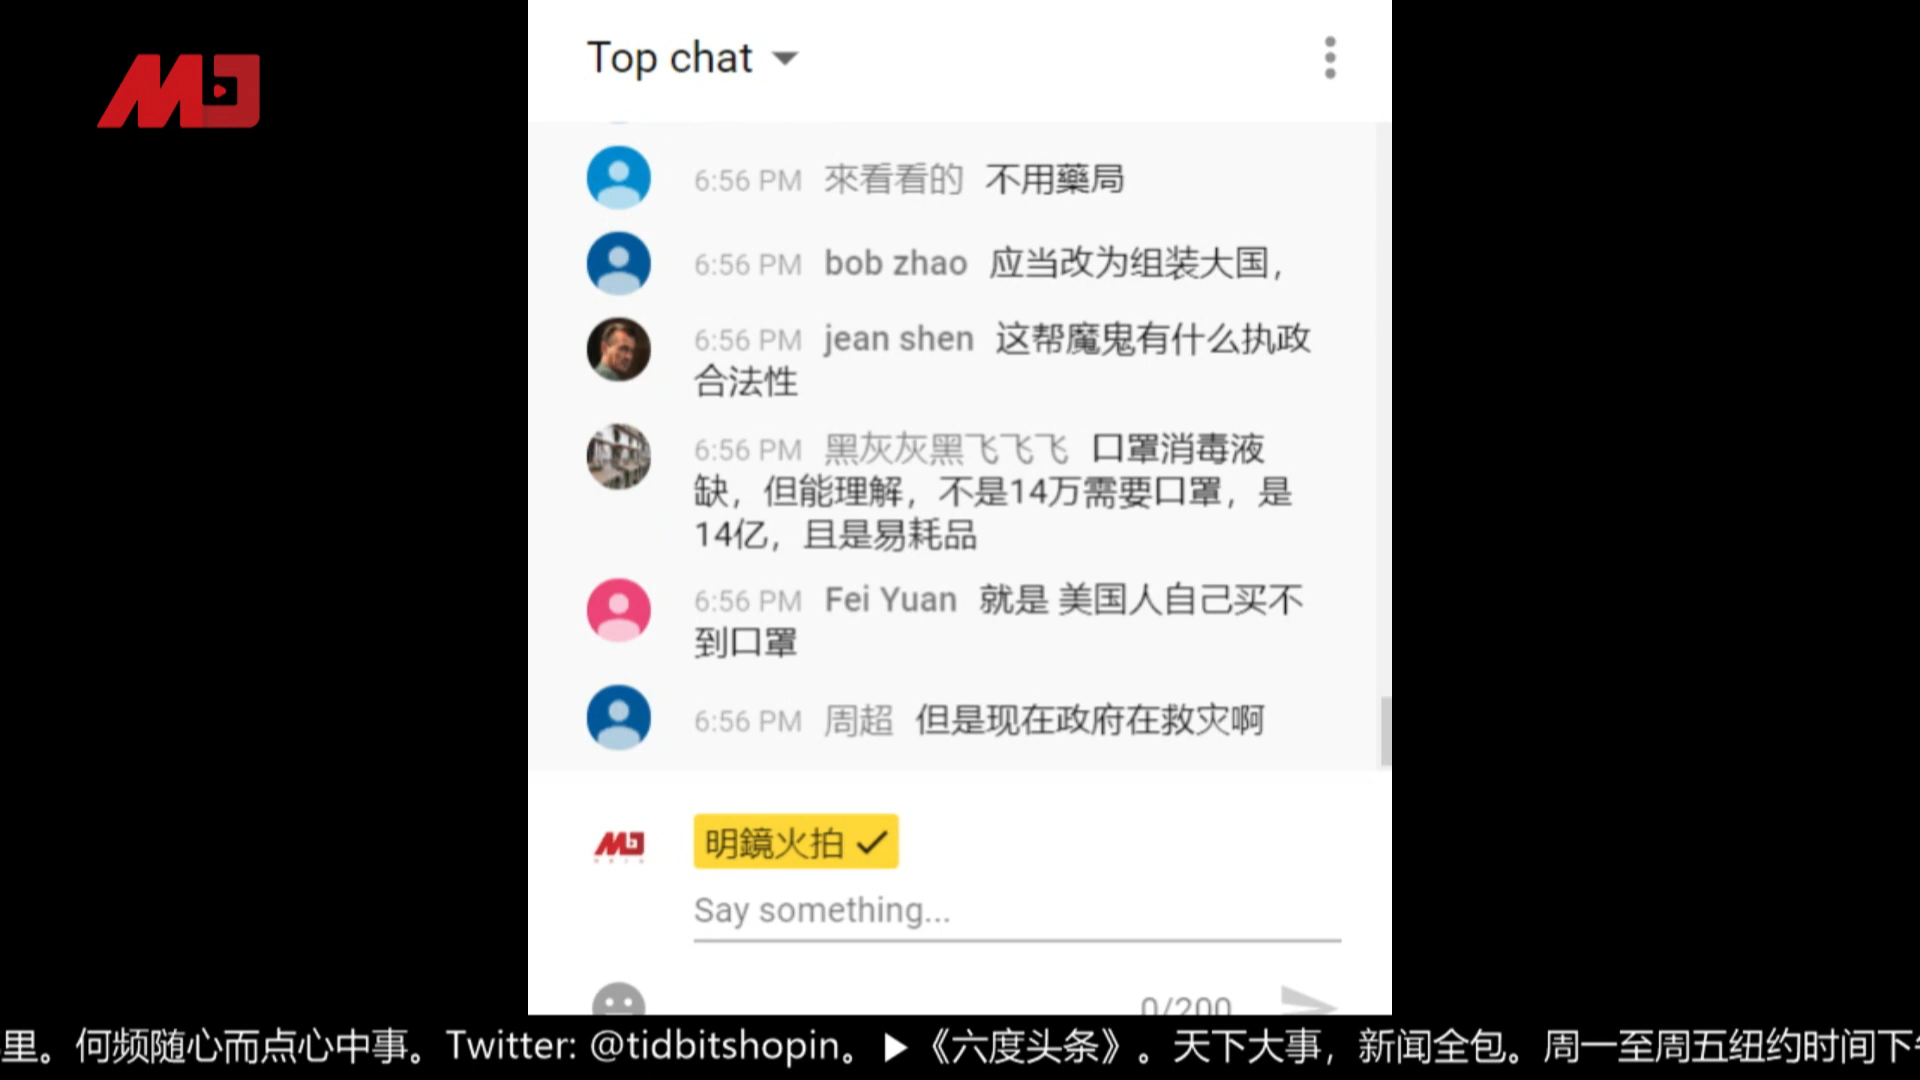 Top chat
6:56 PM 來看看的 不用藥局
6:56 PM bob zhao 应当改为组装大国，
6:56 PM jean shen 这帮魔鬼有什么执政
合法性
6:56 PM 黑灰灰黑飞飞飞 口罩消毒液
缺，但能理解，不是14万需要口罩，是
14亿，且是易耗品
6:56 PM Fei Yuan 就是 美国人自己买不
到口罩
6:56 PM 周超 但是现在政府在救灾啊
明鏡火拍
Say something...
0/200
里。何频随心而点心中事。Twitter: @tidbitshopin。▶《六度头条》。天下大事，新闻全包。周一至周五纽约时间下